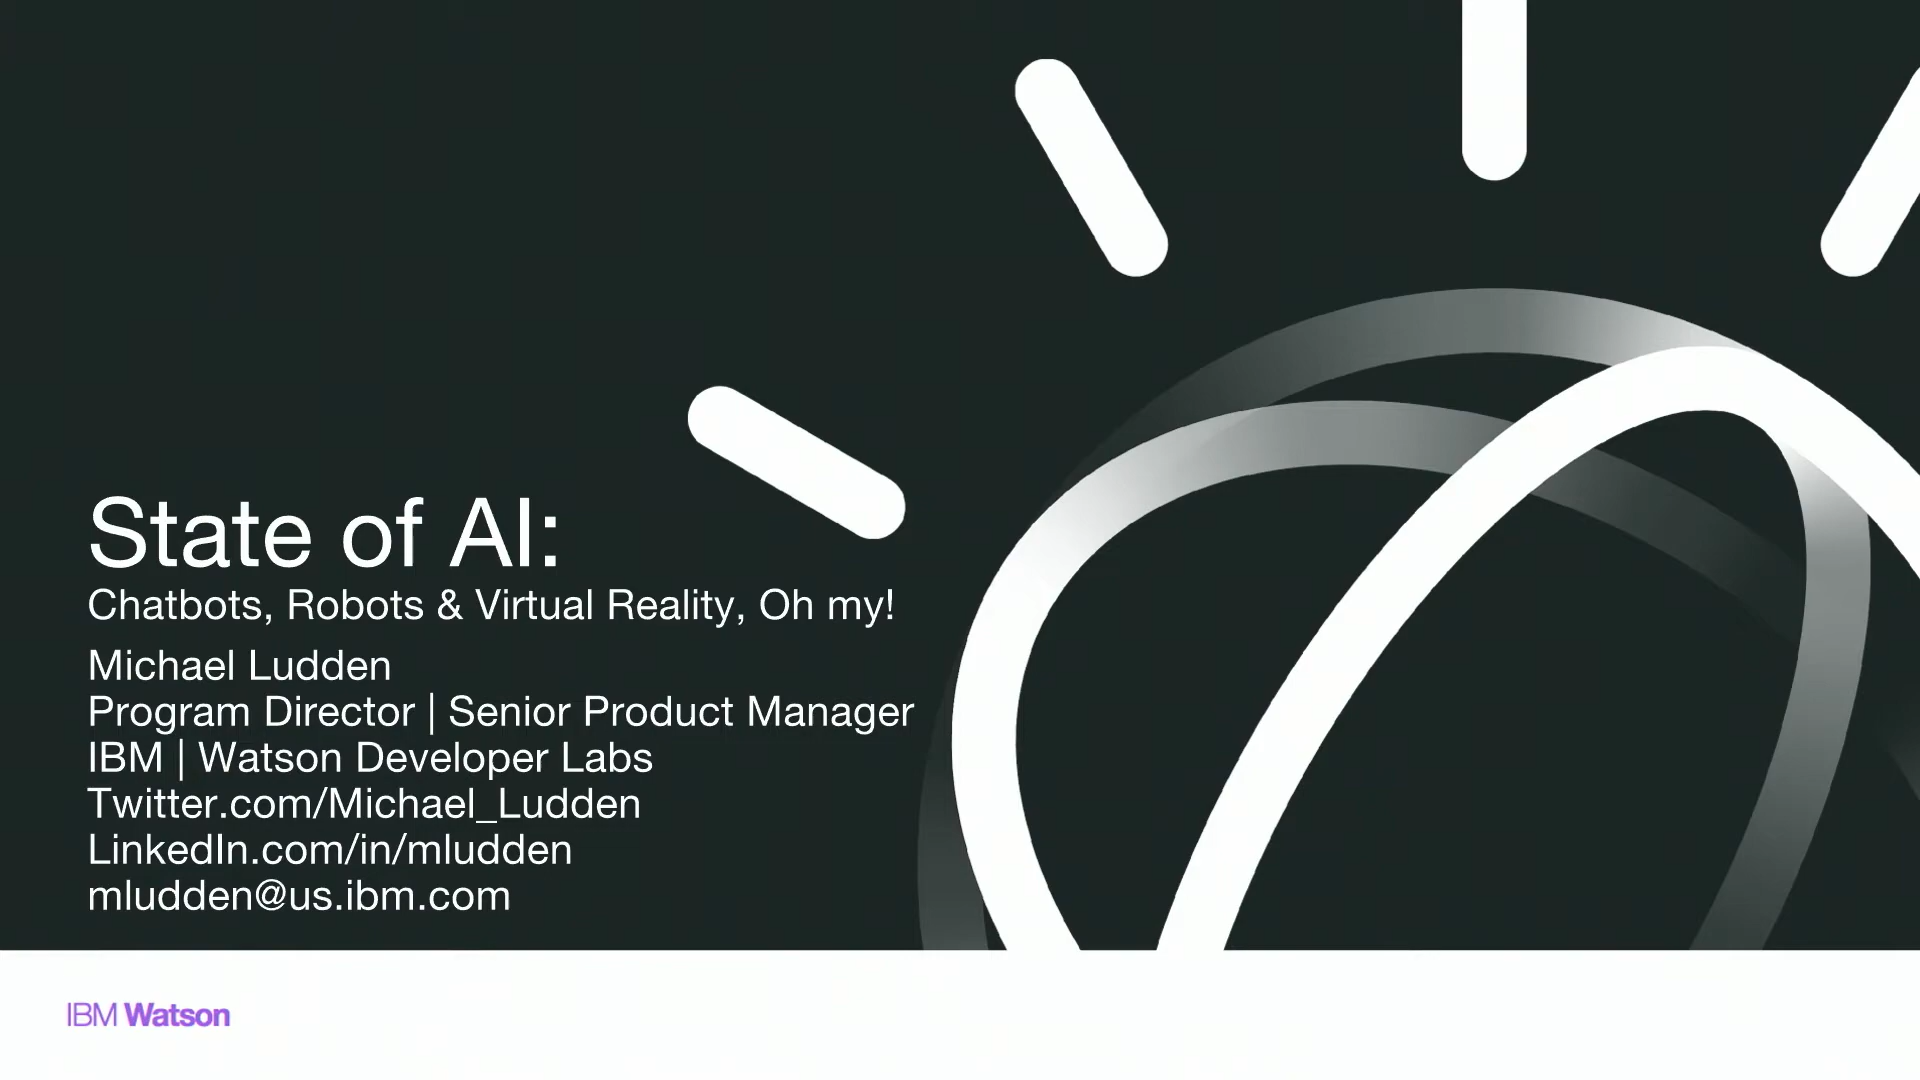 State of AI:
Chatbots, Robots & Virtual Reality, Oh my!
Michael Ludden
Program Director | Senior Product Manager
IBM | Watson Developer Labs
Twitter.com/Michael_Ludden
LinkedIn.com/in/mludden
mludden@us.ibm.com
IBM Watson